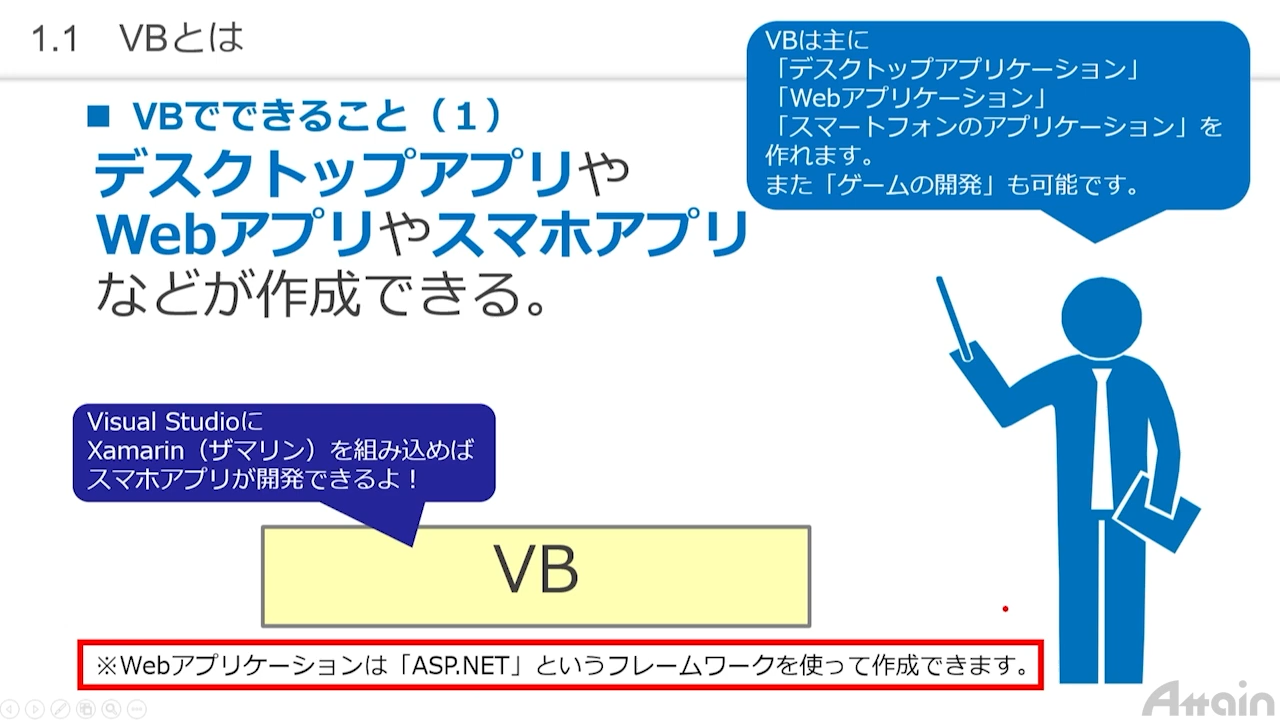 1.1 VBとは
■ VBでできること（１）
デスクトップアプリや
Webアプリやスマホアプリ
などが作成できる。
VBは主に
「デスクトップアプリケーション」
「Webアプリケーション」
「スマートフォンのアプリケーション」を
作れます。
また「ゲームの開発」も可能です。
Visual Studioに
Xamarin（ザマリン）を組み込めば
スマホアプリが開発できるよ！
VB
※Webアプリケーションは「ASP.NET」というフレームワークを使って作成できます。
Attain